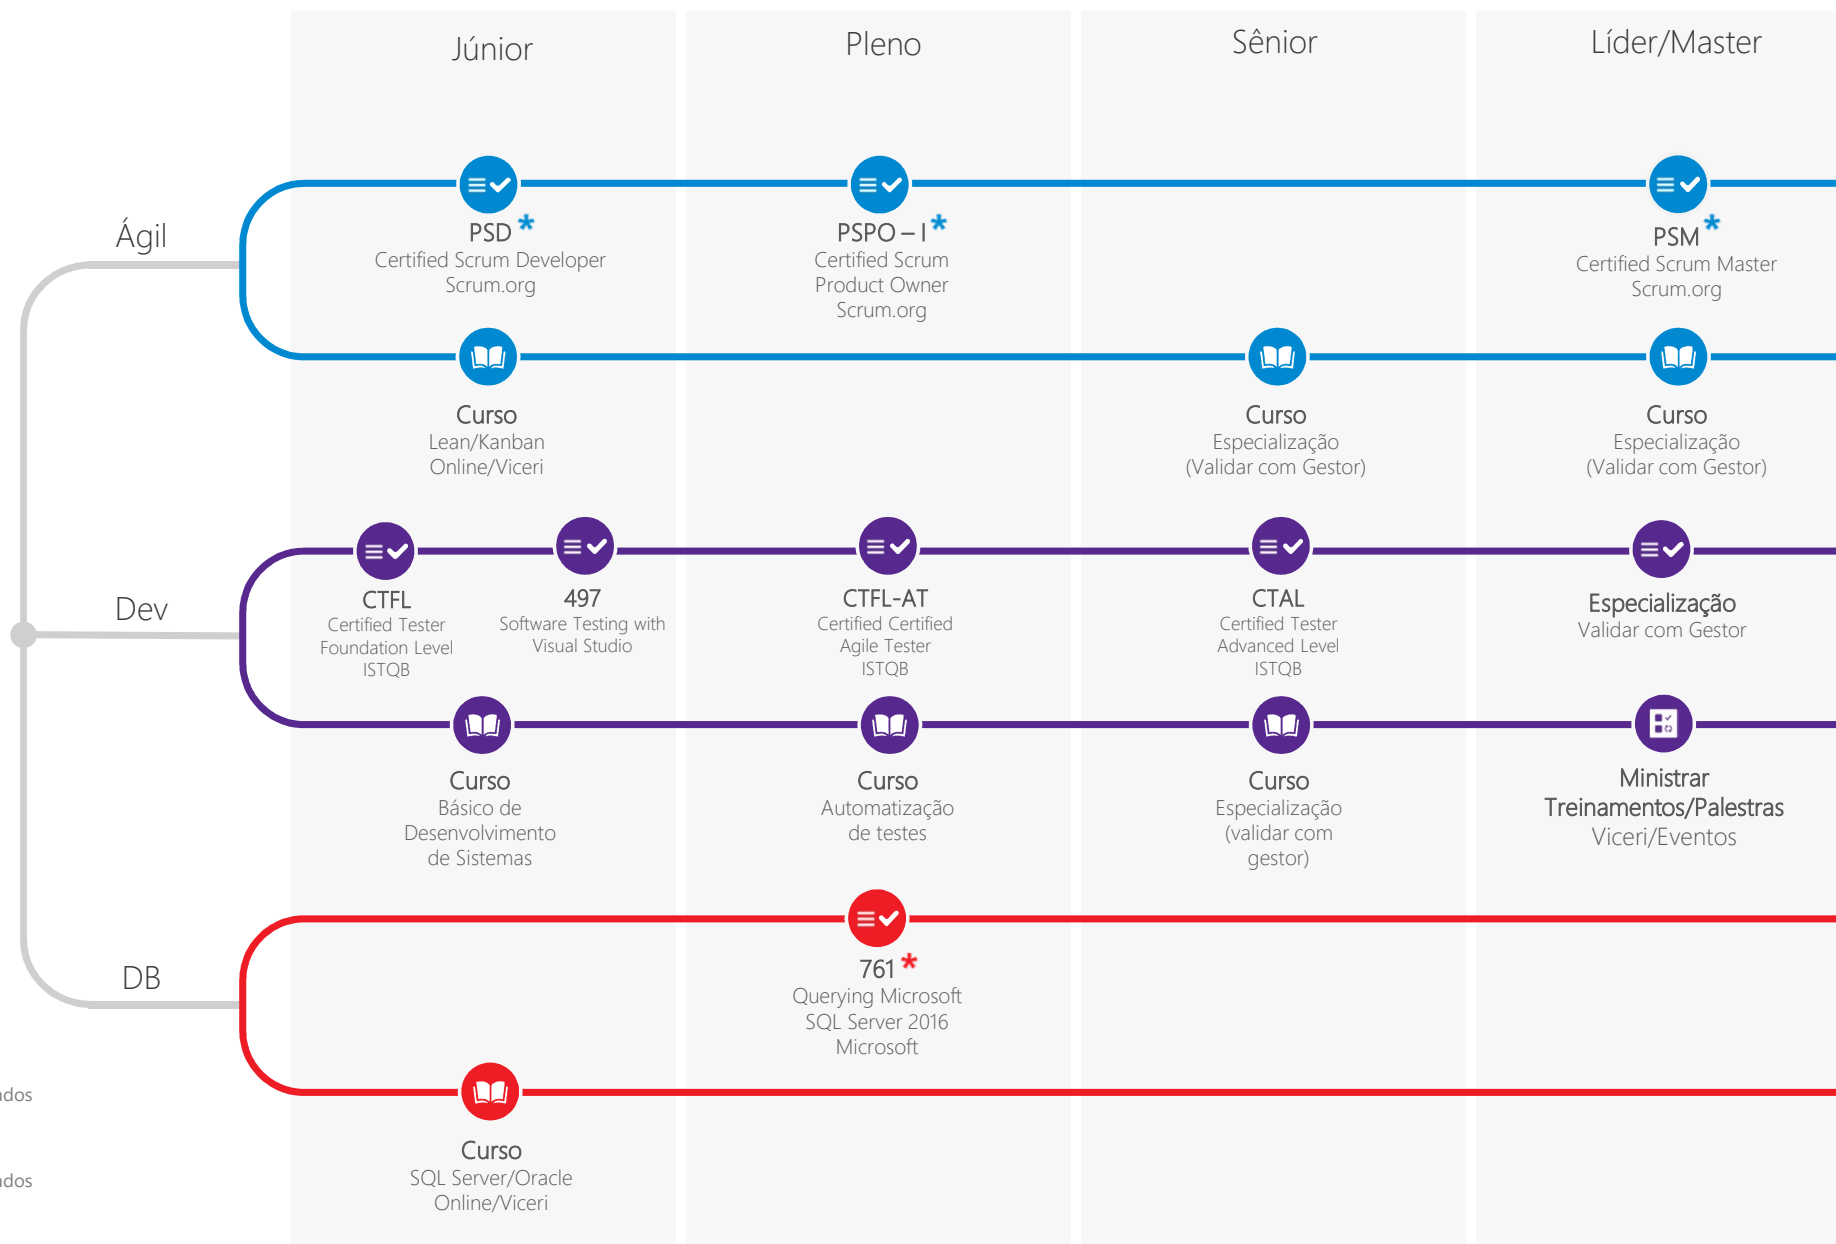 Júnior
Pleno
Sênior
Líder/Master
Ágil
PSD *
Certified Scrum Developer
Scrum.org
PSPO – I *
Certified Scrum
Product Owner
Scrum.org
PSM *
Certified Scrum Master
Scrum.org
Curso
Lean/Kanban
Online/Viceri
Curso
Especialização
(Validar com Gestor)
Curso
Especialização
(Validar com Gestor)
Dev
CTFL
Certified Tester
Foundation Level
ISTQB
497
Software Testing with
Visual Studio
CTFL-AT
Certified Certified
Agile Tester
ISTQB
CTAL
Certified Tester
Advanced Level
ISTQB
Especialização
Validar com Gestor
Curso
Básico de
Desenvolvimento
de Sistemas
Curso
Automatização
de testes
Curso
Especialização
(validar com
gestor)
Ministrar
Treinamentos/Palestras
Viceri/Eventos
DB
761 *
Querying Microsoft
SQL Server 2016
Microsoft
Curso
SQL Server/Oracle
Online/Viceri